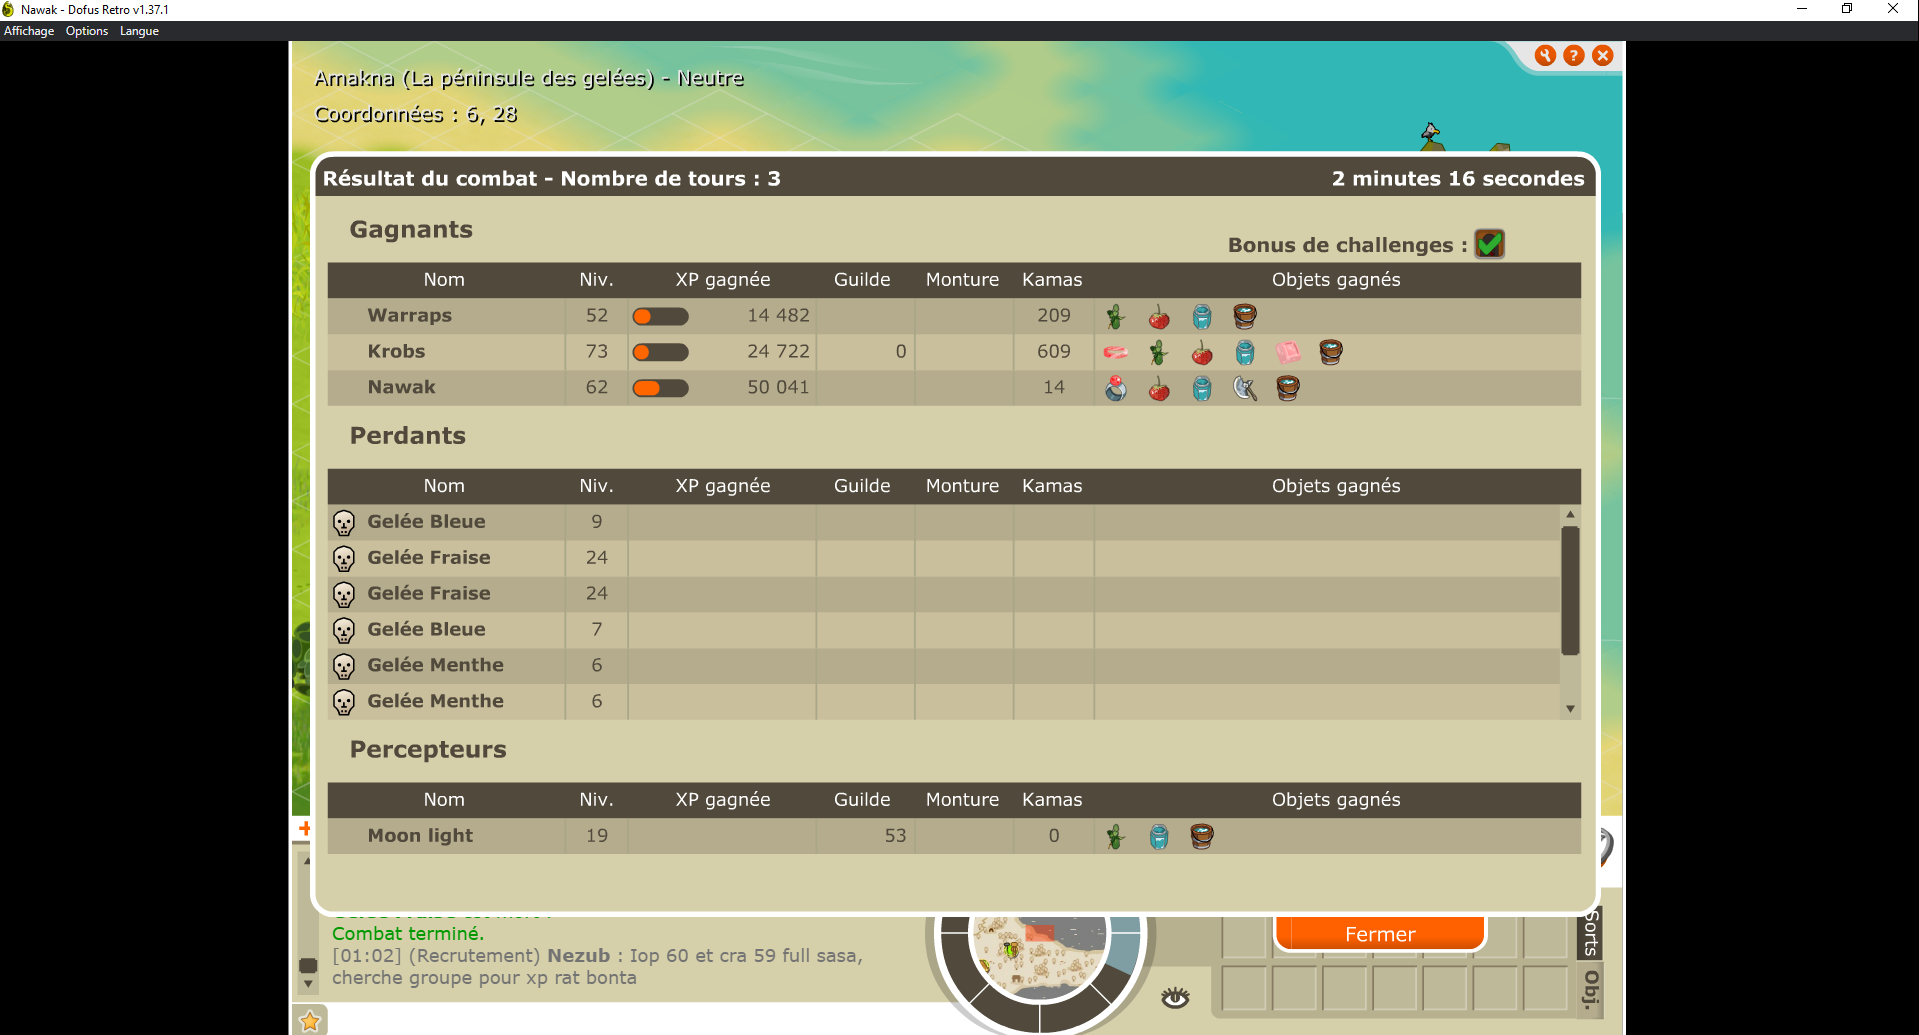 Nawak - Dofus Retro v1.37.1
Affichage Options Langue
Amakna (La péninsule des gelées) - Neutre
Coordonnées : 6, 28
Résultat du combat - Nombre de tours : 3 2 minutes 16 secondes
Gagnants
Bonus de challenges :
Nom Niv. XP gagnée Guilde Monture Kamas Objets gagnés
Warraps 52 14 482 209
Krobs 73 24 722 0 609
Nawak 62 50 041 14
Perdants
Nom Niv. XP gagnée Guilde Monture Kamas Objets gagnés
Gelée Bleue 9
Gelée Fraise 24
Gelée Fraise 24
Gelée Bleue 7
Gelée Menthe 6
Gelée Menthe 6
Percepteurs
Nom Niv. XP gagnée Guilde Monture Kamas Objets gagnés
Moon light 19 53 0
Combat terminé.
[01:02] (Recrutement) Nezub : Iop 60 et cra 59 full sasa,
cherche groupe pour xp rat bonta
Fermer
Sorts
Obj.